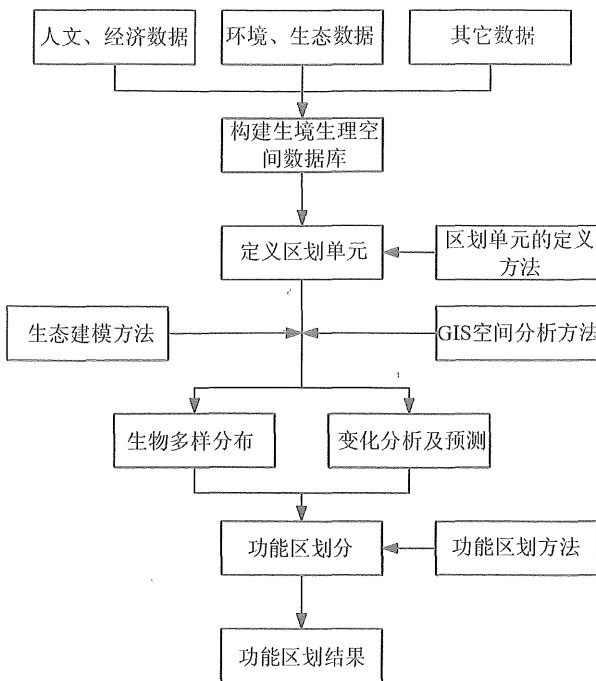 人文、经济数据
环境、生态数据
其它数据
构建生境生理空
间数据库
定义区划单元
区划单元的定义
方法
生态建模方法
GIS空间分析方法
生物多样分布
变化分析及预测
功能区划分
功能区划方法
功能区划结果